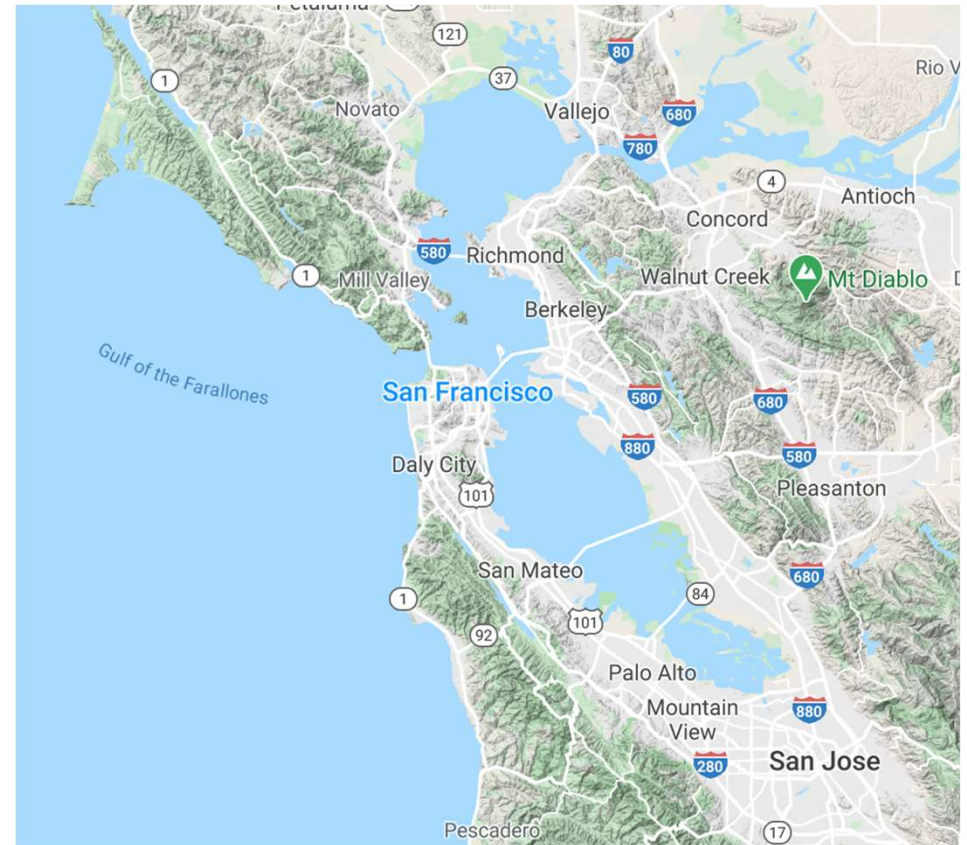 Petaluma
121
80
1
37
Rio V
Novato
Vallejo
680
780
4
Antioch
Concord
580
Richmond
1
Mill Valley
Walnut Creek
Mt Diablo
D
Berkeley
Gulf of the Farallones
San Francisco
580
680
880
580
Daly City
101
Pleasanton
San Mateo
680
1
84
101
92
Palo Alto
Mountain
View
880
280
San Jose
Pescadero
17